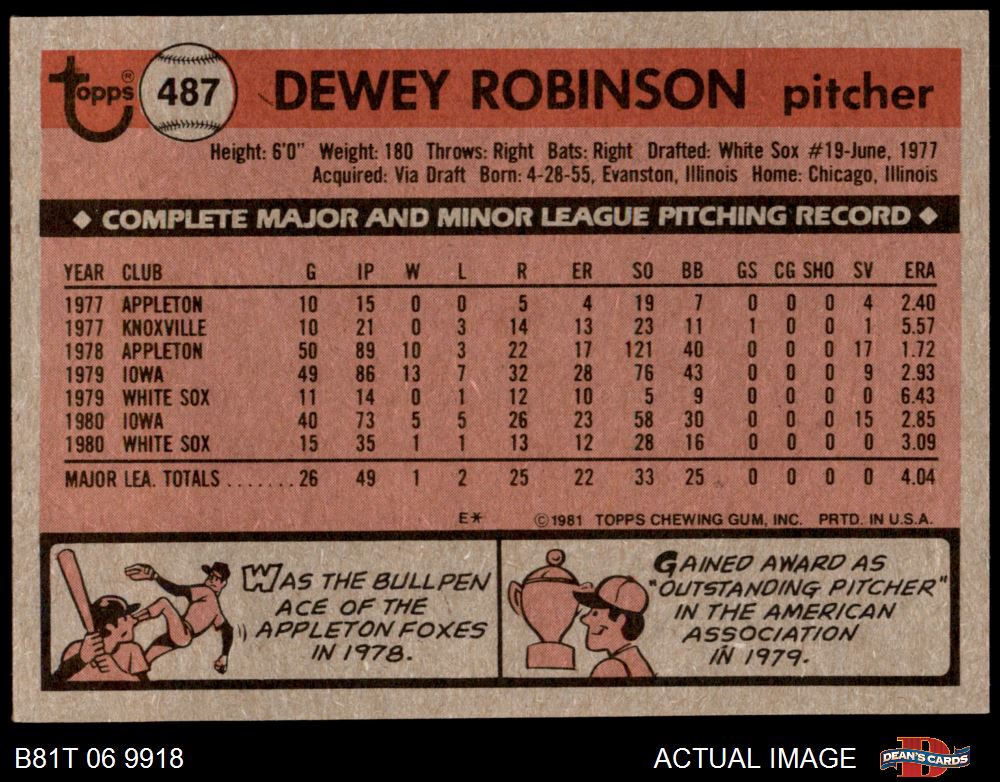 topps® 487 DEWEY ROBINSON pitcher
Height: 6'0" Weight: 180 Throws: Right Bats: Right Drafted: White Sox #19-June, 1977
Acquired: Via Draft Born: 4-28-55, Evanston, Illinois Home: Chicago, Illinois
◆ COMPLETE MAJOR AND MINOR LEAGUE PITCHING RECORD ◆
YEAR CLUB G IP W L R ER SO BB GS CG SHO SV ERA
1977 APPLETON 10 15 0 0 5 4 19 7 0 0 0 4 2.40
1977 KNOXVILLE 10 21 0 3 14 13 23 11 1 0 0 1 5.57
1978 APPLETON 50 89 10 3 22 17 121 40 0 0 0 17 1.72
1979 IOWA 49 86 13 7 32 28 76 43 0 0 0 9 2.93
1979 WHITE SOX 11 14 0 1 12 10 5 9 0 0 0 0 6.43
1980 IOWA 40 73 5 5 26 23 58 30 0 0 0 15 2.85
1980 WHITE SOX 15 35 1 1 13 12 28 16 0 0 0 0 3.09
MAJOR LEA. TOTALS .......26 49 1 2 25 22 33 25 0 0 0 0 4.04
E* ©1981 TOPPS CHEWING GUM, INC. PRTD. IN U.S.A.
WAS THE BULLPEN
ACE OF THE
APPLETON FOXES
IN 1978.
GAINED AWARD AS
"OUTSTANDING PITCHER"
IN THE AMERICAN
ASSOCIATION
IN 1979.
B81T 06 9918 ACTUAL IMAGE DEAN'S CARDS